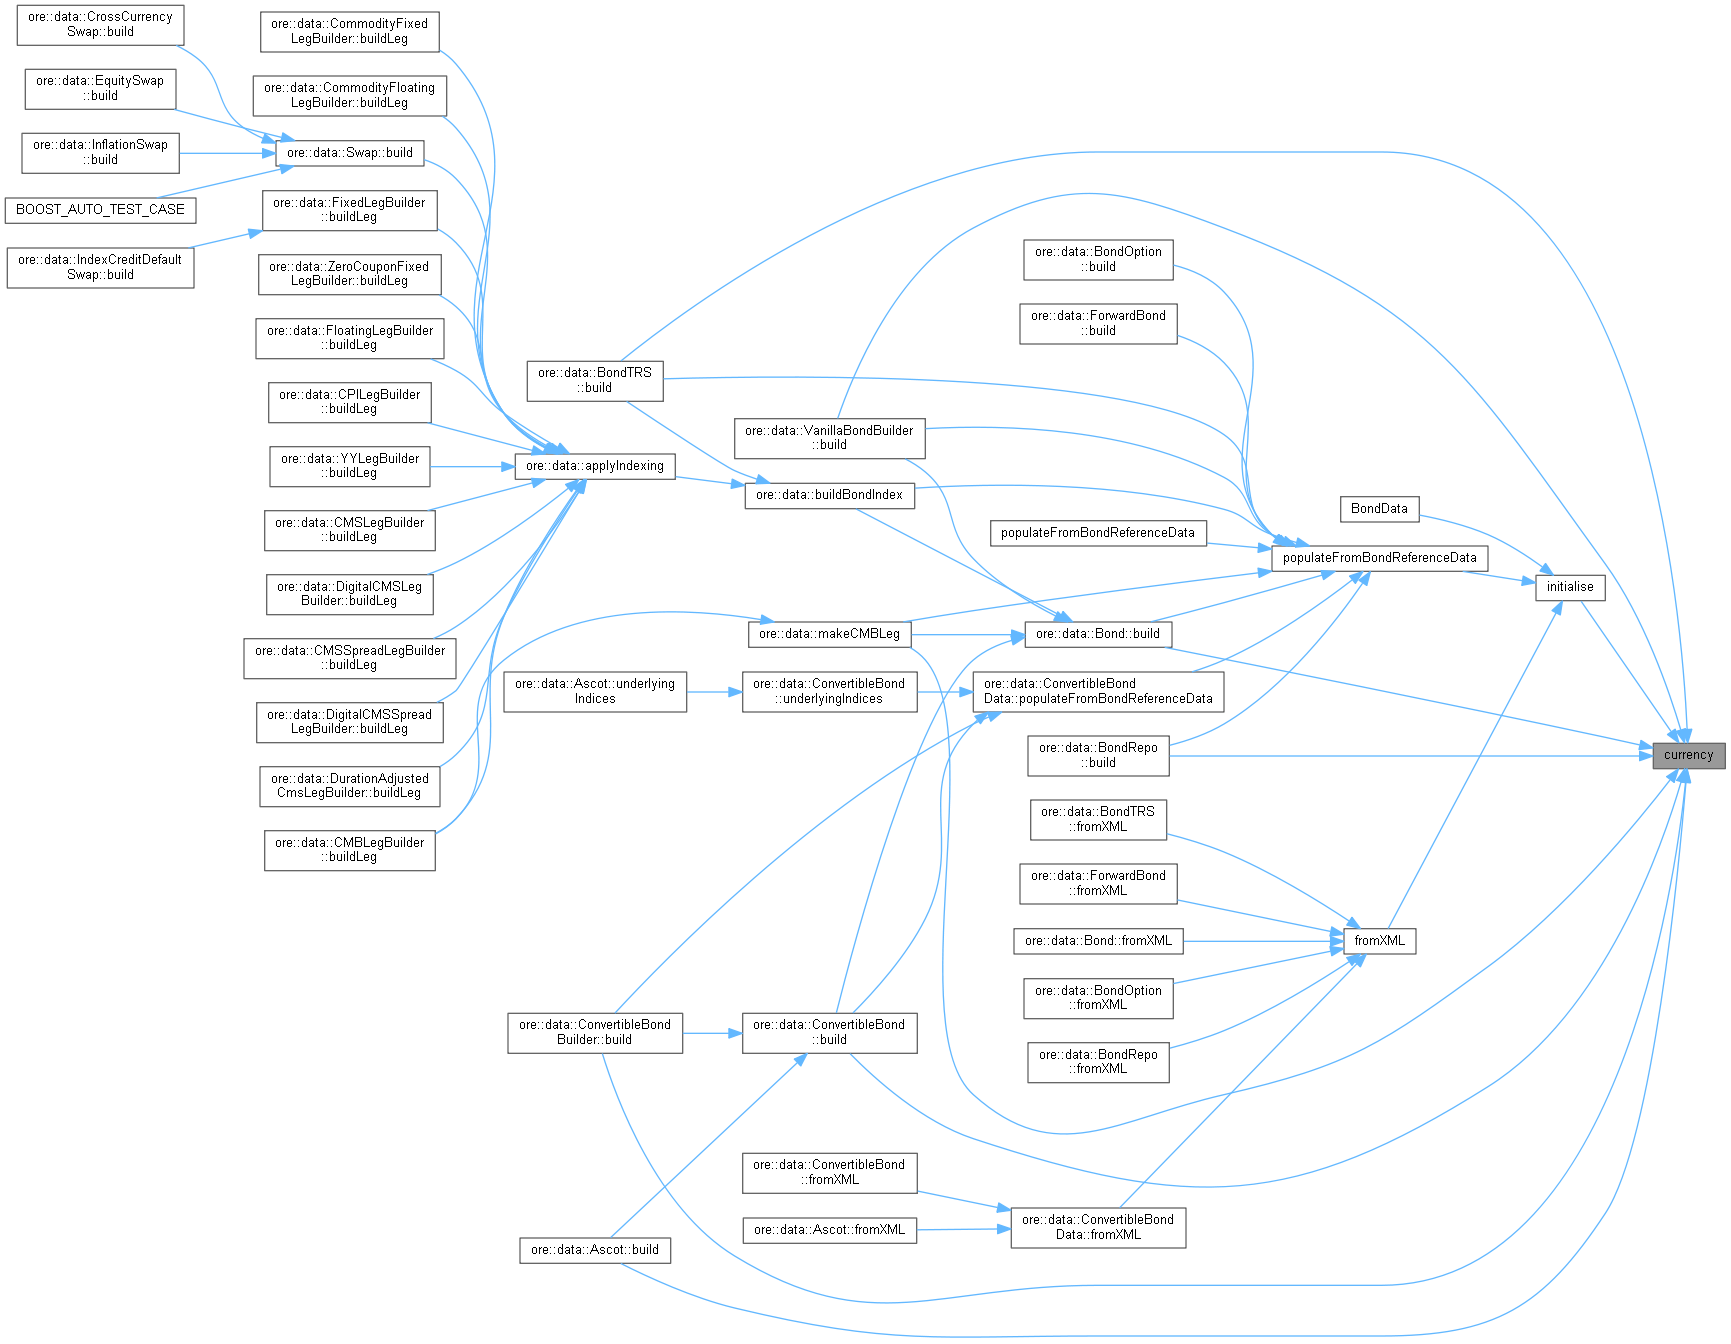 ore::data::CrossCurrency
Swap::build
ore::data::EquitySwap
::build
ore::data::InflationSwap
::build
BOOST_AUTO_TEST_CASE
ore::data::IndexCreditDefault
Swap::build
ore::data::CommodityFixed
LegBuilder::buildLeg
ore::data::CommodityFloating
LegBuilder::buildLeg
ore::data::Swap::build
ore::data::FixedLegBuilder
::buildLeg
ore::data::ZeroCouponFixed
LegBuilder::buildLeg
ore::data::FloatingLegBuilder
::buildLeg
ore::data::CPILegBuilder
::buildLeg
ore::data::YYLegBuilder
::buildLeg
ore::data::CMSLegBuilder
::buildLeg
ore::data::DigitalCMSLeg
Builder::buildLeg
ore::data::CMSSpreadLegBuilder
::buildLeg
ore::data::DigitalCMSSpread
LegBuilder::buildLeg
ore::data::DurationAdjusted
CmsLegBuilder::buildLeg
ore::data::CMBLegBuilder
::buildLeg
ore::data::BondTRS
::build
ore::data::applyIndexing
ore::data::Ascot::underlying
Indices
ore::data::ConvertibleBond
Builder::build
ore::data::Ascot::build
ore::data::VanillaBondBuilder
::build
ore::data::buildBondIndex
ore::data::makeCMBLeg
ore::data::ConvertibleBond
::underlyingIndices
ore::data::ConvertibleBond
::build
ore::data::ConvertibleBond
::fromXML
ore::data::Ascot::fromXML
ore::data::BondOption
::build
ore::data::ForwardBond
::build
populateFromBondReferenceData
ore::data::Bond::build
ore::data::ConvertibleBond
Data::populateFromBondReferenceData
ore::data::BondRepo
::build
ore::data::BondTRS
::fromXML
ore::data::ForwardBond
::fromXML
ore::data::Bond::fromXML
ore::data::BondOption
::fromXML
ore::data::BondRepo
::fromXML
ore::data::ConvertibleBond
Data::fromXML
BondData
populateFromBondReferenceData
fromXML
initialise
currency